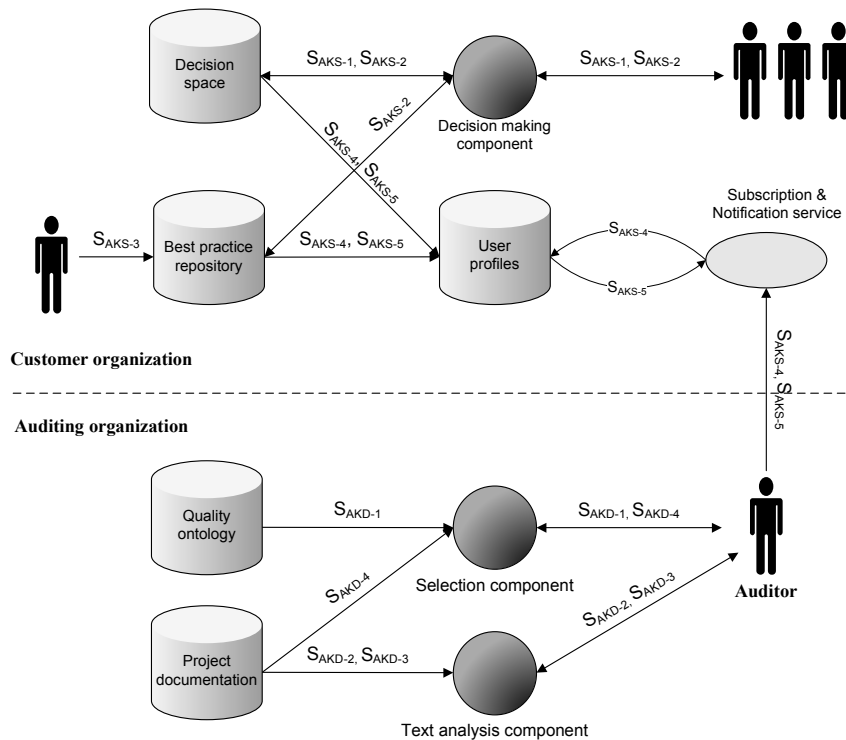 Decision
space
SAKS-1, SAKS-2
SAKS-1, SAKS-2
SAKS-2
Decision making
component
SAKS-4, SAKS-5
Subscription &
Notification service
SAKS-3
Best practice
repository
SAKS-4, SAKS-5
User
profiles
SAKS-4
SAKS-5
Customer organization
SAKS-4, SAKS-5
Auditing organization
Quality
ontology
SAKD-1
SAKD-1, SAKD-4
SAKD-4
Selection component
SAKD-2, SAKD-3
Auditor
Project
documentation
SAKD-2, SAKD-3
Text analysis component